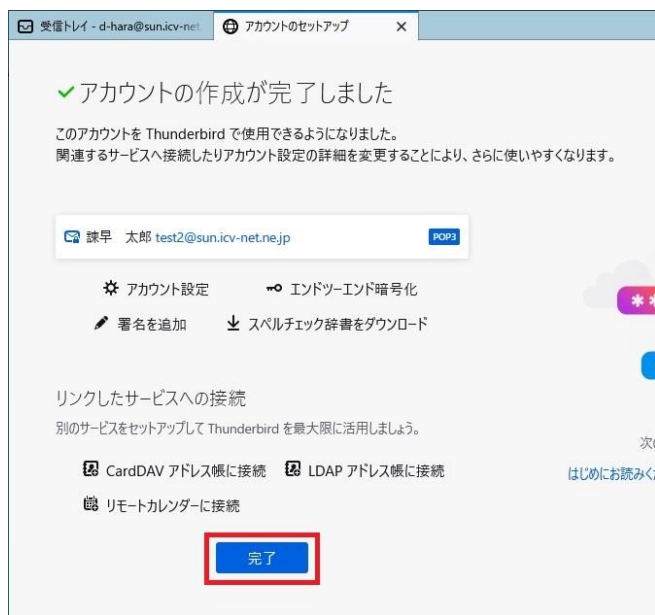 受信トレイ - d-hara@sun.icv-net.
アカウントのセットアップ
アカウントの作成が完了しました
このアカウントを Thunderbird で使用できるようになりました。
関連するサービスへ接続したりアカウント設定の詳細を変更することにより、さらに使いやすくなります。
諫早 太郎 test2@sun.icv-net.ne.jp POP3
アカウント設定 エンドツーエンド暗号化
署名を追加 スペルチェック辞書をダウンロード
リンクしたサービスへの接続
別のサービスをセットアップして Thunderbird を最大限に活用しましょう。
次の
CardDAV アドレス帳に接続 LDAP アドレス帳に接続
はじめにお読みくだ
リモートカレンダーに接続
完了